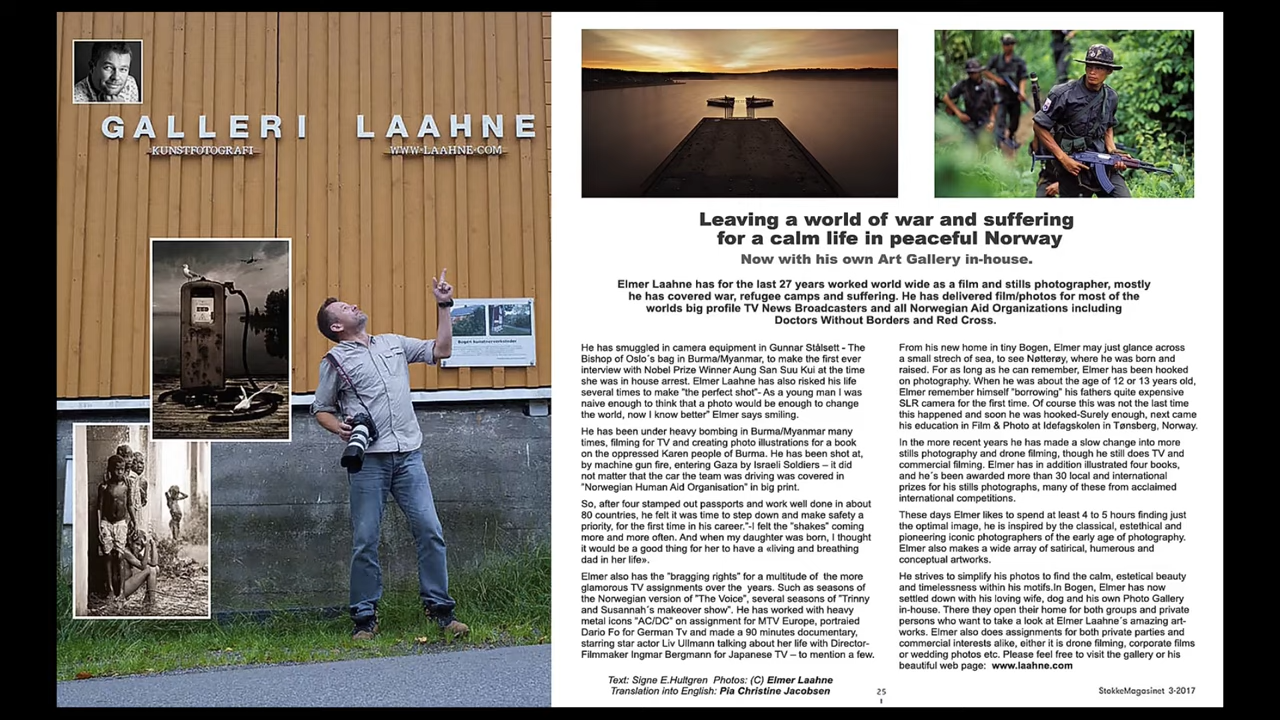 GALLERI LAAHNE
KUNSTFOTOGRAFI WWW.LAAHNE.COM
Leaving a world of war and suffering
for a calm life in peaceful Norway
Now with his own Art Gallery in-house.
Elmer Laahne has for the last 27 years worked world wide as a film and stills photographer, mostly
he has covered war, refugee camps and suffering. He has delivered film/photos for most of the
worlds big profile TV News Broadcasters and all Norwegian Aid Organizations including
Doctors Without Borders and Red Cross.
He has smuggled in camera equipment in Gunnar Stålsett - The
Bishop of Oslo´s bag in Burma/Myanmar, to make the first ever
interview with Nobel Prize Winner Aung San Suu Kui at the time
she was in house arrest. Elmer Laahne has also risked his life
several times to make "the perfect shot"- As a young man I was
naive enough to think that a photo would be enough to change
the world, now I know better" Elmer says smiling.
He has been under heavy bombing in Burma/Myanmar many
times, filming for TV and creating photo illustrations for a book
on the oppressed Karen people of Burma. He has been shot at,
by machine gun fire, entering Gaza by Israeli Soldiers – it did
not matter that the car the team was driving was covered in
"Norwegian Human Aid Organisation" in big print.
So, after four stamped out passports and work well done in about
80 countries, he felt it was time to step down and make safety a
priority, for the first time in his career."-I felt the "shakes" coming
more and more often. And when my daughter was born, I thought
it would be a good thing for her to have a «living and breathing
dad in her life».
Elmer also has the "bragging rights" for a multitude of the more
glamorous TV assignments over the years. Such as seasons of
the Norwegian version of "The Voice", several seasons of "Trinny
and Susannah´s makeover show". He has worked with heavy
metal icons "AC/DC" on assignment for MTV Europe, portraied
Dario Fo for German Tv and made a 90 minutes documentary,
starring star actor Liv Ullmann talking about her life with Director-
Filmmaker Ingmar Bergmann for Japanese TV – to mention a few.
Text: Signe E.Hultgren Photos: (C) Elmer Laahne
Translation into English: Pia Christine Jacobsen
From his new home in tiny Bogen, Elmer may just glance across
a small strech of sea, to see Nøtterøy, where he was born and
raised. For as long as he can remember, Elmer has been hooked
on photography. When he was about the age of 12 or 13 years old,
Elmer remember himself "borrowing" his fathers quite expensive
SLR camera for the first time. Of course this was not the last time
this happened and soon he was hooked-Surely enough, next came
his education in Film & Photo at Idefagskolen in Tønsberg, Norway.
In the more recent years he has made a slow change into more
stills photography and drone filming, though he still does TV and
commercial filming. Elmer has in addition illustrated four books,
and he´s been awarded more than 30 local and international
prizes for his stills photographs, many of these from acclaimed
international competitions.
These days Elmer likes to spend at least 4 to 5 hours finding just
the optimal image, he is inspired by the classical, estethical and
pioneering iconic photographers of the early age of photography.
Elmer also makes a wide array of satirical, humerous and
conceptual artworks.
He strives to simplify his photos to find the calm, estetical beauty
and timelessness within his motifs.In Bogen, Elmer has now
settled down with his loving wife, dog and his own Photo Gallery
in-house. There they open their home for both groups and private
persons who want to take a look at Elmer Laahne´s amazing art-
works. Elmer also does assignments for both private parties and
commercial interests alike, either it is drone filming, corporate films
or wedding photos etc. Please feel free to visit the gallery or his
beautiful web page: www.laahne.com
25
StokkeMagasinet 3-2017